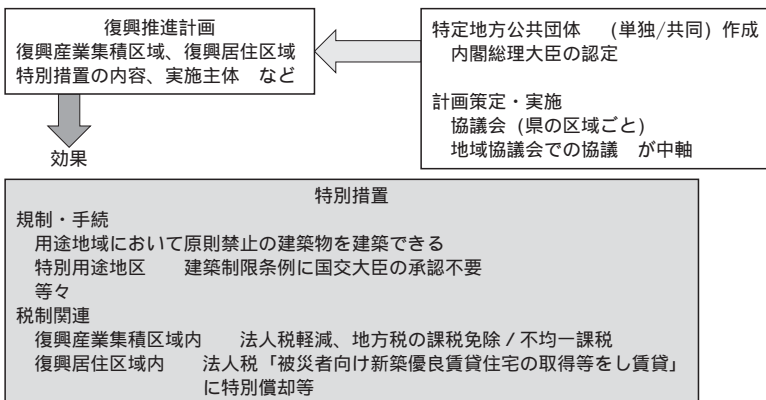 復興推進計画
復興産業集積区域、復興居住区域
特別措置の内容、実施主体　など
特定地方公共団体　(単独/共同) 作成
内閣総理大臣の認定
計画策定・実施
協議会 (県の区域ごと)
地域協議会での協議　が中軸
効果
特別措置
規制・手続
用途地域において原則禁止の建築物を建築できる
特別用途地区　　建築制限条例に国交大臣の承認不要
等々
税制関連
復興産業集積区域内　　法人税軽減、地方税の課税免除 / 不均一課税
復興居住区域内　　法人税「被災者向け新築優良賃貸住宅の取得等をし賃貸」
に特別償却等